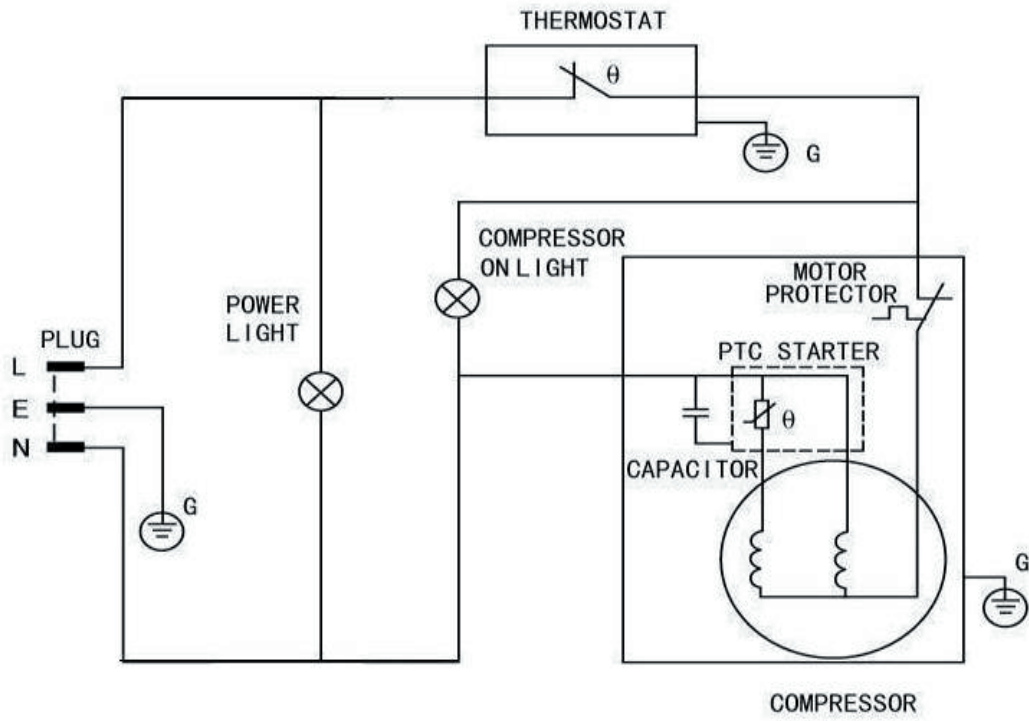 THERMOSTAT
θ
G
COMPRESSOR
ON LIGHT
MOTOR
PROTECTOR
POWER
LIGHT
PLUG
L
E
N
PTC STARTER
θ
CAPACITOR
G
G
COMPRESSOR